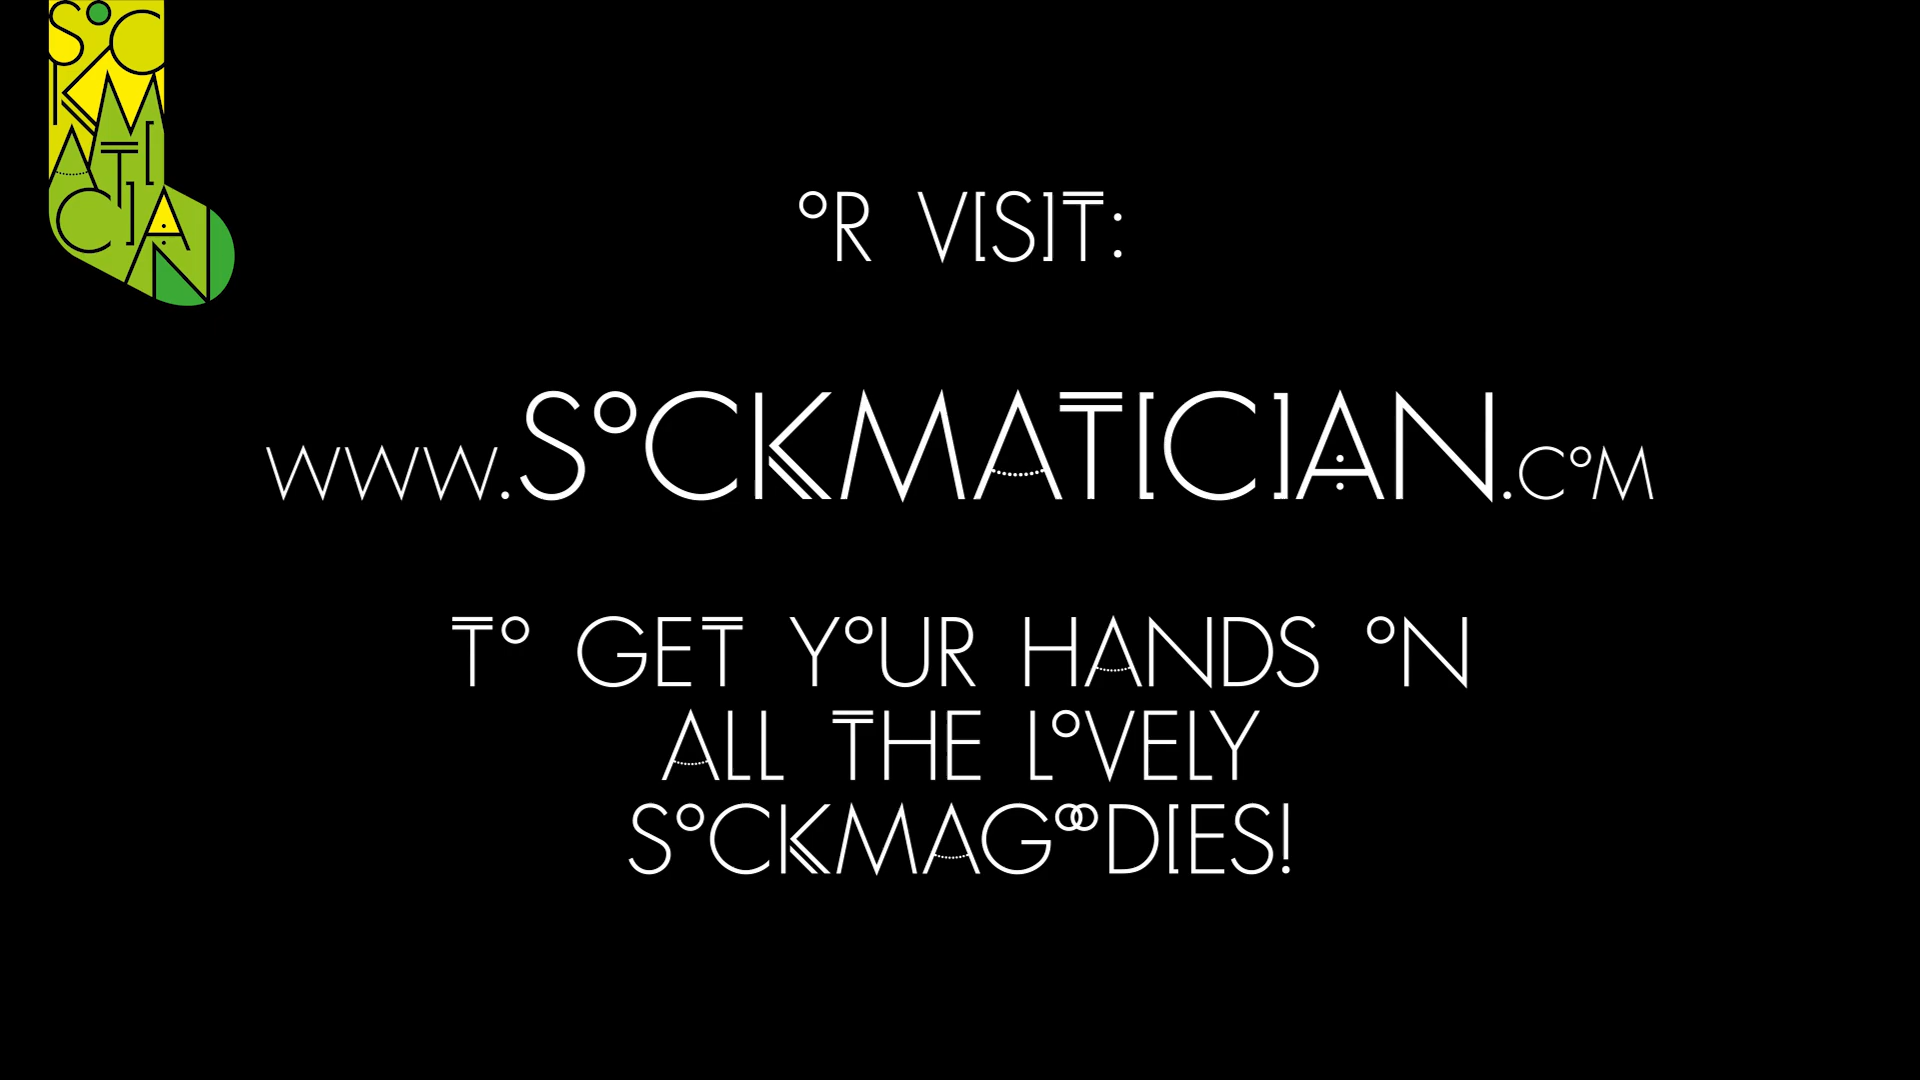 SOCKMATICIAN
OR VISIT:
WWW.SOCKMATICIAN.COM
TO GET YOUR HANDS ON
ALL THE LOVELY
SOCKMAGOODIES!